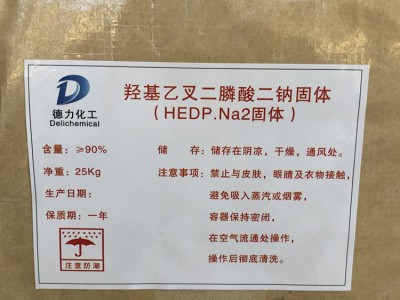 德力化工
Delichemical
羟基乙叉二膦酸二钠固体
（HEDP.Na2固体）
含量：≥90%
净重：25Kg
生产日期：
保质期：一年
注意防潮
储 存：储存在阴凉，干燥，通风处。
注意事项：禁止与皮肤，眼睛及衣物接触，
避免吸入蒸汽或烟雾，
容器保持密闭，
在空气流通处操作，
操作后彻底清洗。